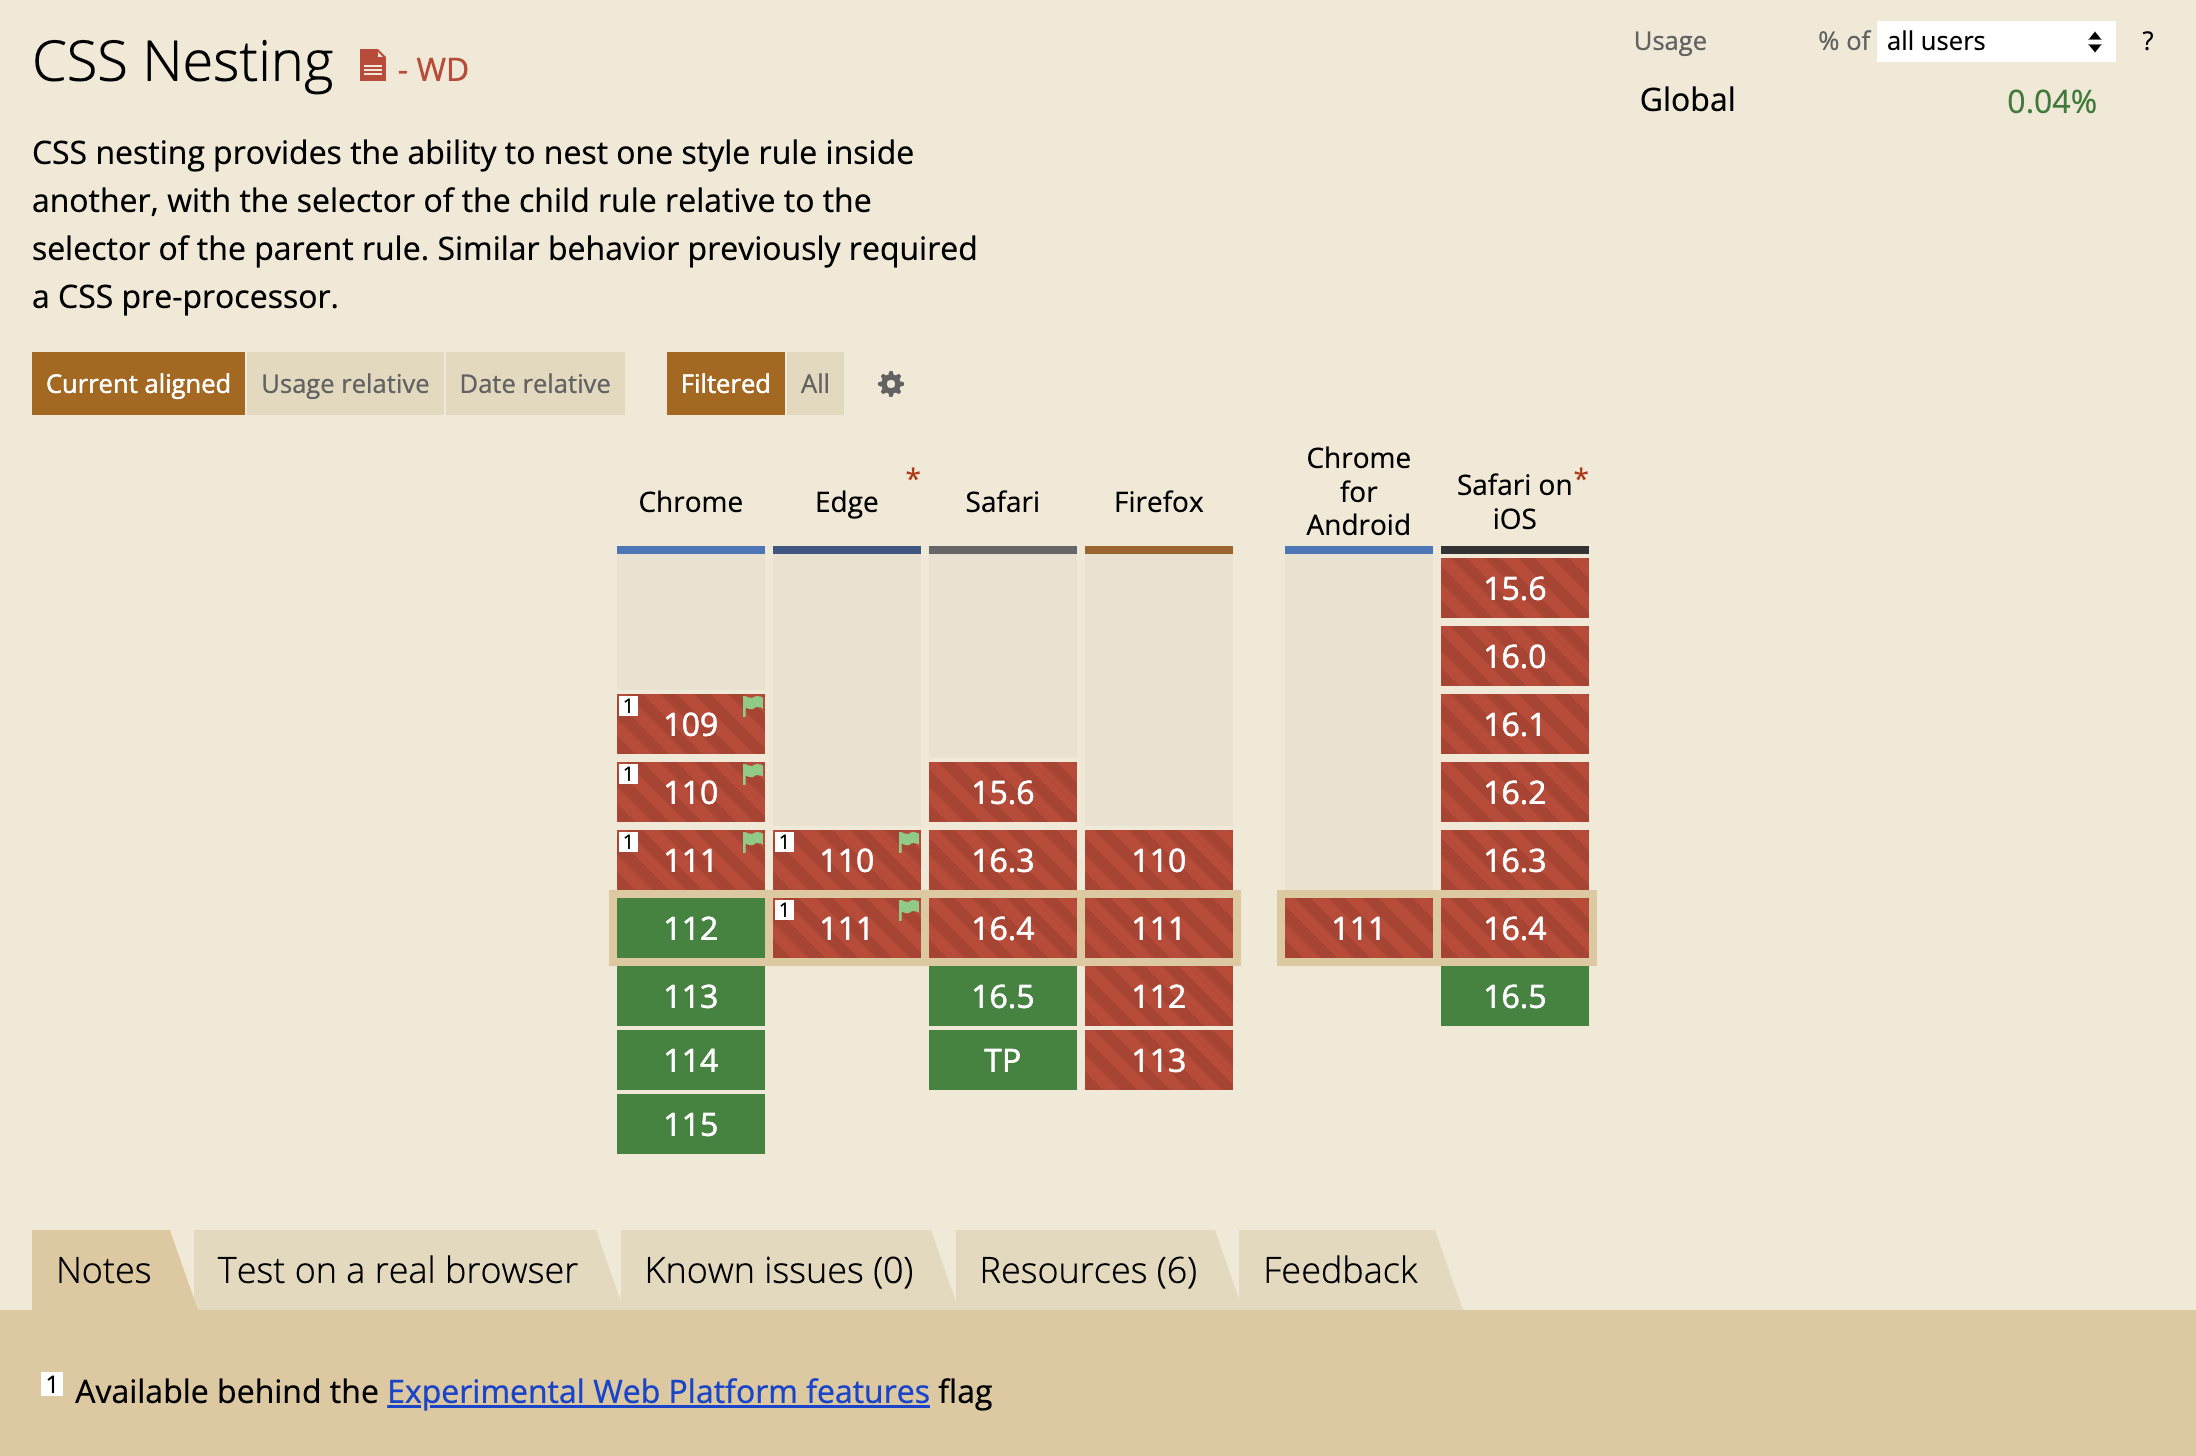 CSS Nesting - WD
Usage % of all users ?
Global 0.04%
CSS nesting provides the ability to nest one style rule inside
another, with the selector of the child rule relative to the
selector of the parent rule. Similar behavior previously required
a CSS pre-processor.
Current aligned Usage relative Date relative Filtered All
Chrome Edge * Safari Firefox Chrome for Android Safari on iOS *
15.6
16.0
1 109 16.1
1 110 15.6 16.2
1 111 1 110 16.3 110 16.3
112 1 111 16.4 111 111 16.4
113 16.5 112 16.5
114 TP 113
115
Notes Test on a real browser Known issues (0) Resources (6) Feedback
1 Available behind the Experimental Web Platform features flag